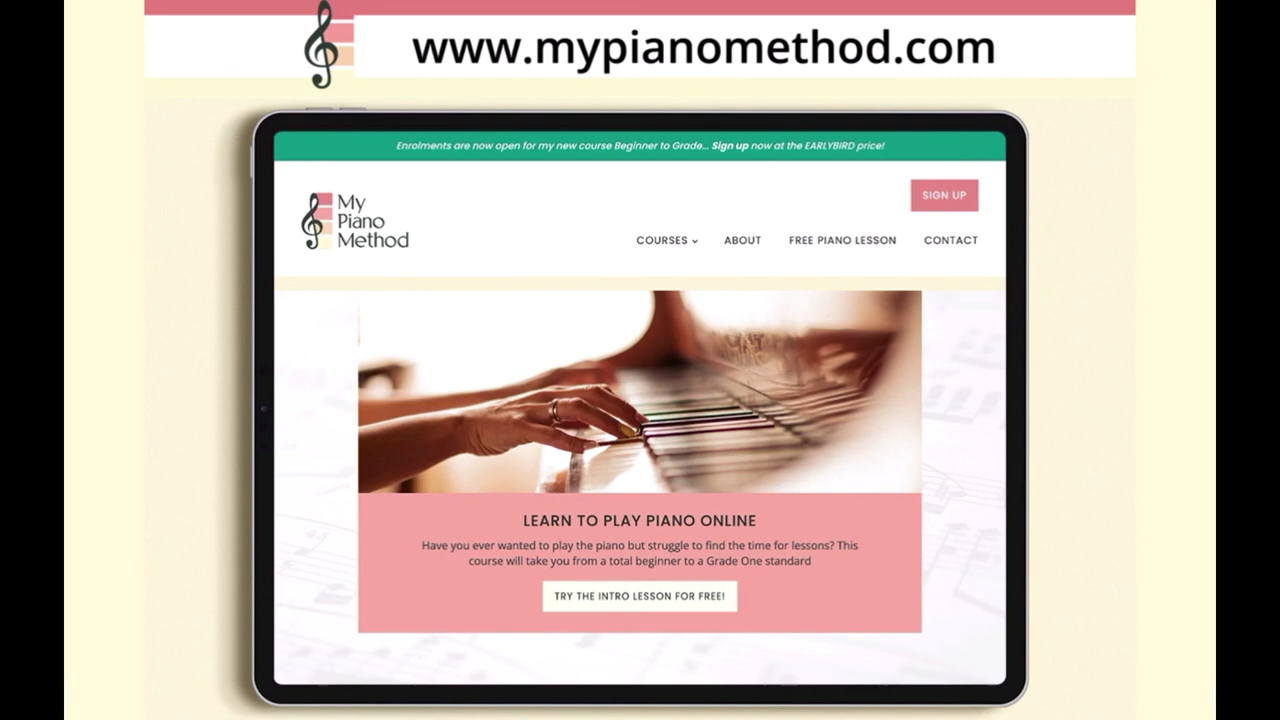 www.mypianomethod.com
Enrolments are now open for my new course Beginner to Grade... Sign up now at the EARLYBIRD price!
My
Piano
Method
SIGN UP
COURSES
ABOUT
FREE PIANO LESSON
CONTACT
LEARN TO PLAY PIANO ONLINE
Have you ever wanted to play the piano but struggle to find the time for lessons? This
course will take you from a total beginner to a Grade One standard
TRY THE INTRO LESSON FOR FREE!